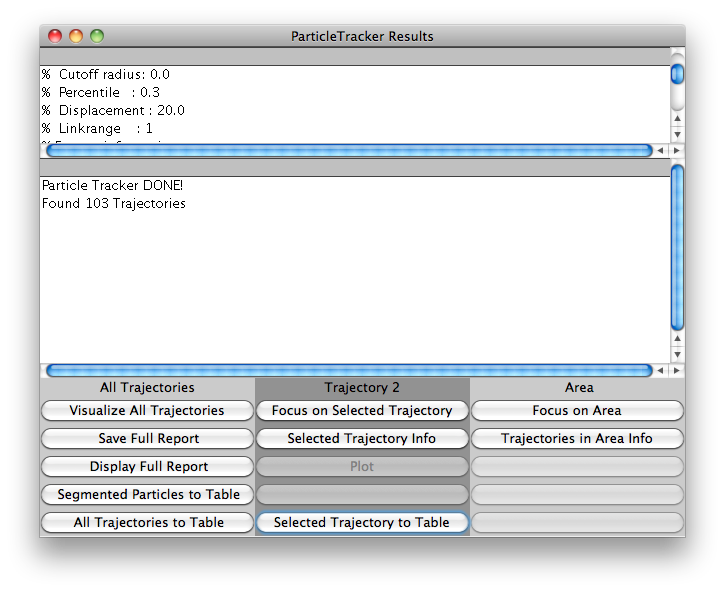 ParticleTracker Results
% Cutoff radius: 0.0
% Percentile : 0.3
% Displacement : 20.0
% Linkrange : 1
Particle Tracker DONE!
Found 103 Trajectories
All Trajectories Trajectory 2 Area
Visualize All Trajectories Focus on Selected Trajectory Focus on Area
Save Full Report Selected Trajectory Info Trajectories in Area Info
Display Full Report Plot
Segmented Particles to Table
All Trajectories to Table Selected Trajectory to Table